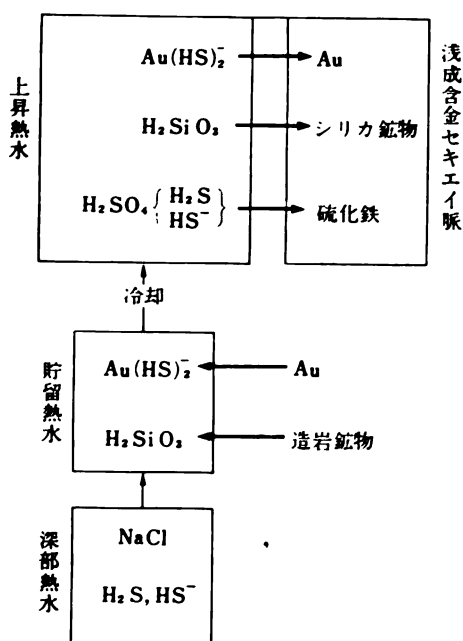 上昇熱水
Au(HS)₂⁻ → Au
H₂SiO₃ → シリカ鉱物
H₂SO₄ { H₂S
HS⁻ } → 硫化鉄
浅成含金セキエイ脈
冷却
貯留熱水
Au(HS)₂⁻ ← Au
H₂SiO₃ ← 造岩鉱物
深部熱水
NaCl
H₂S, HS⁻